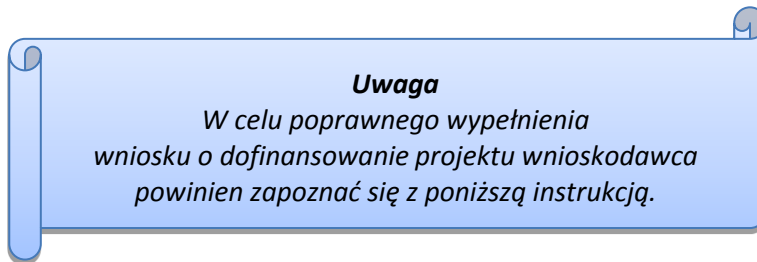 Uwaga
W celu poprawnego wypełnienia
wniosku o dofinansowanie projektu wnioskodawca
powinien zapoznać się z poniższą instrukcją.